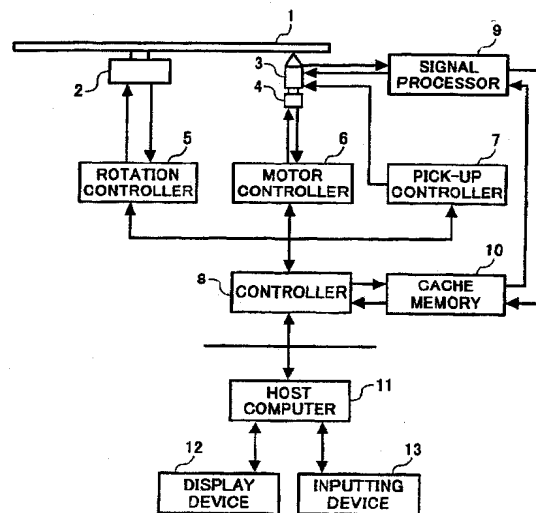 1
9
3
SIGNAL
PROCESSOR
2
4
5
6
7
ROTATION
CONTROLLER
MOTOR
CONTROLLER
PICK-UP
CONTROLLER
10
8
CONTROLLER
CACHE
MEMORY
HOST
COMPUTER
11
12
13
DISPLAY
DEVICE
INPUTTING
DEVICE